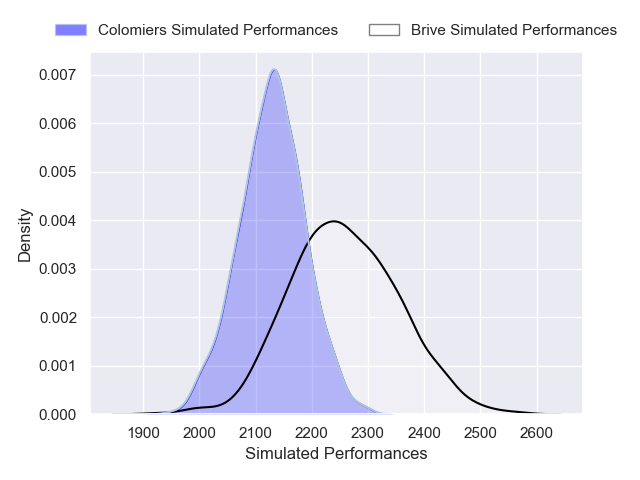 Colomiers Simulated Performances
Brive Simulated Performances
0.007
0.006
0.005
0.004
0.003
0.002
0.001
0.000
Density
1900 2000 2100 2200 2300 2400 2500 2600
Simulated Performances